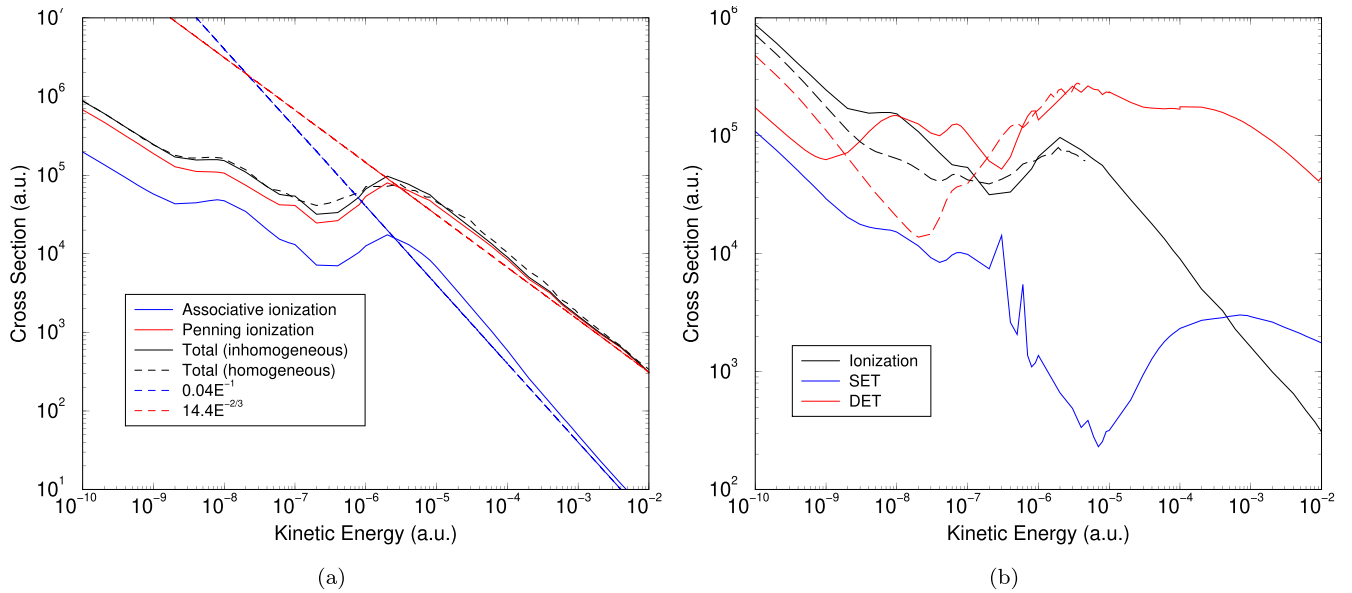 10^7
10^6
10^5
10^4
10^3
10^2
10^1
Cross Section (a.u.)
Associative ionization
Penning ionization
Total (inhomogeneous)
Total (homogeneous)
0.04E^−1
14.4E^−2/3
10^−10 10^−9 10^−8 10^−7 10^−6 10^−5 10^−4 10^−3 10^−2
Kinetic Energy (a.u.)
(a)
10^6
10^5
10^4
10^3
10^2
Cross Section (a.u.)
Ionization
SET
DET
10^−10 10^−9 10^−8 10^−7 10^−6 10^−5 10^−4 10^−3 10^−2
Kinetic Energy (a.u.)
(b)